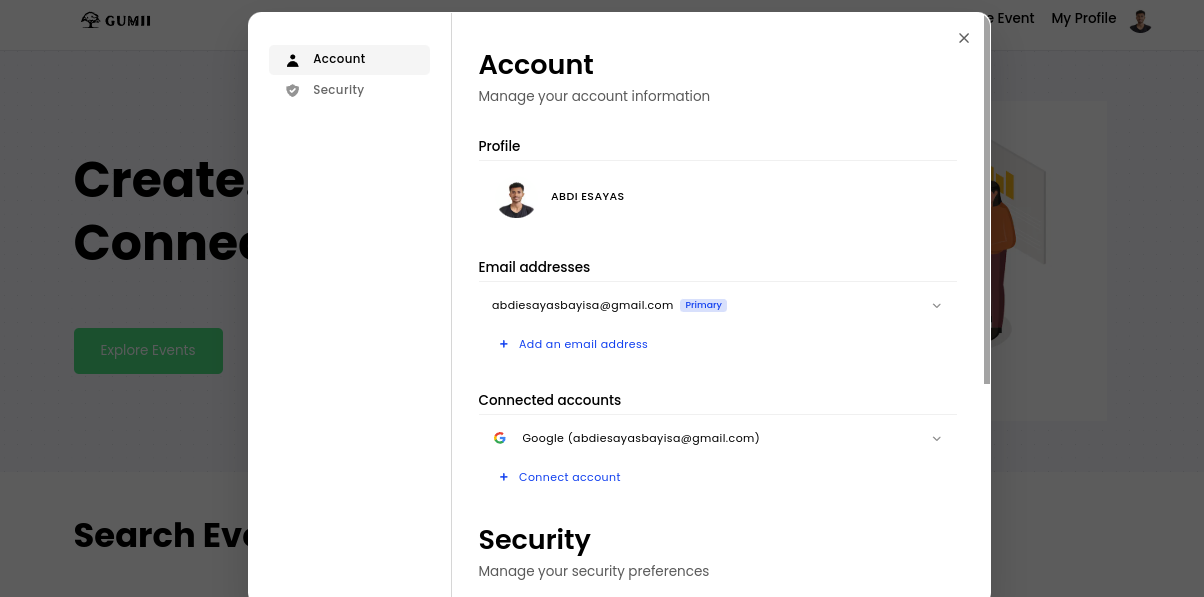 GUMII
e Event My Profile
Account
Security
Account
Manage your account information
Profile
ABDI ESAYAS
Email addresses
abdiesayasbayisa@gmail.com Primary
+ Add an email address
Connected accounts
Google (abdiesayasbayisa@gmail.com)
+ Connect account
Security
Manage your security preferences
Create
Connec
Explore Events
Search Eve